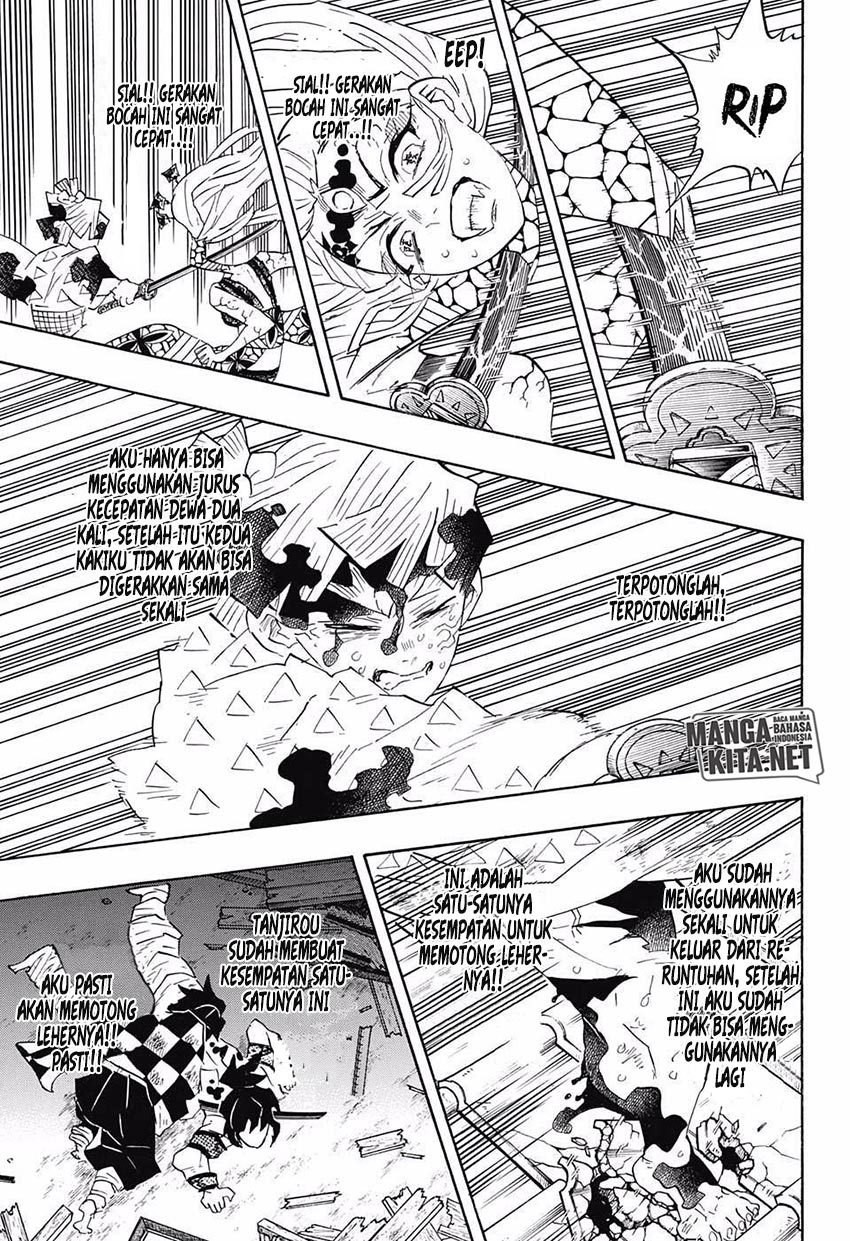 RIP
EEP!
SIAL!! GERAKAN
BOCAH INI SANGAT
CEPAT..!!
SIAL!! GERAKAN
BOCAH INI SANGAT
CEPAT..!!
TERPOTONGLAH,
TERPOTONGLAH!!
AKU HANYA BISA
MENGGUNAKAN JURUS
KECEPATAN DEWA DUA
KALI, SETELAH ITU KEDUA
KAKIKU TIDAK AKAN BISA
DIGERAKKAN SAMA
SEKALI
MANGA
KITA.NET
BACA MANGA
BAHASA
INDONESIA
AKU SUDAH
MENGGUNAKANNYA
SEKALI UNTUK
KELUAR DARI RE-
RUNTUHAN, SETELAH
INI AKU SUDAH
TIDAK BISA MENG-
GUNAKANNYA
LAGI
INI ADALAH
SATU-SATUNYA
KESEMPATAN UNTUK
MEMOTONG LEHER-
NYA!!
TANJIROU
SUDAH MEMBUAT
KESEMPATAN SATU-
SATUNYA INI
AKU PASTI
AKAN MEMOTONG
LEHERNYA!!
PASTI!!